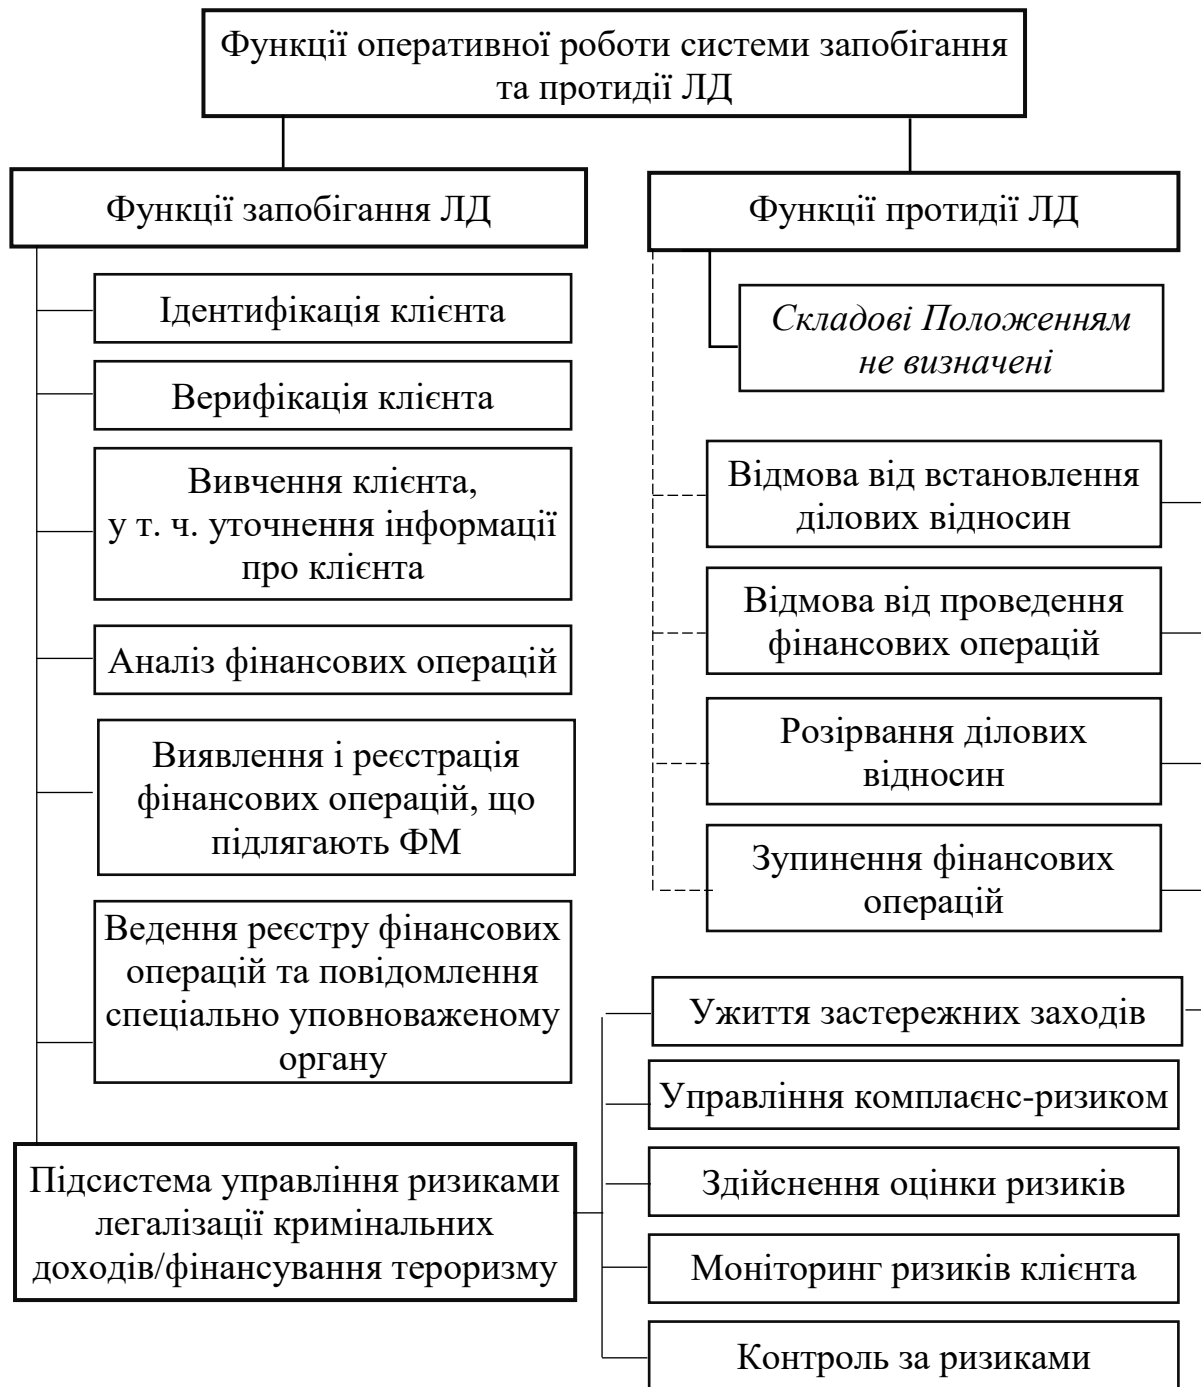 Функції оперативної роботи системи запобігання
та протидії ЛД
Функції запобігання ЛД
Ідентифікація клієнта
Верифікація клієнта
Вивчення клієнта,
у т. ч. уточнення інформації
про клієнта
Аналіз фінансових операцій
Виявлення і реєстрація
фінансових операцій, що
підлягають ФМ
Ведення реєстру фінансових
операцій та повідомлення
спеціально уповноваженому
органу
Підсистема управління ризиками
легалізації кримінальних
доходів/фінансування тероризму
Функції протидії ЛД
Складові Положенням
не визначені
Відмова від встановлення
ділових відносин
Відмова від проведення
фінансових операцій
Розірвання ділових
відносин
Зупинення фінансових
операцій
Ужиття застережних заходів
Управління комплаєнс-ризиком
Здійснення оцінки ризиків
Моніторинг ризиків клієнта
Контроль за ризиками